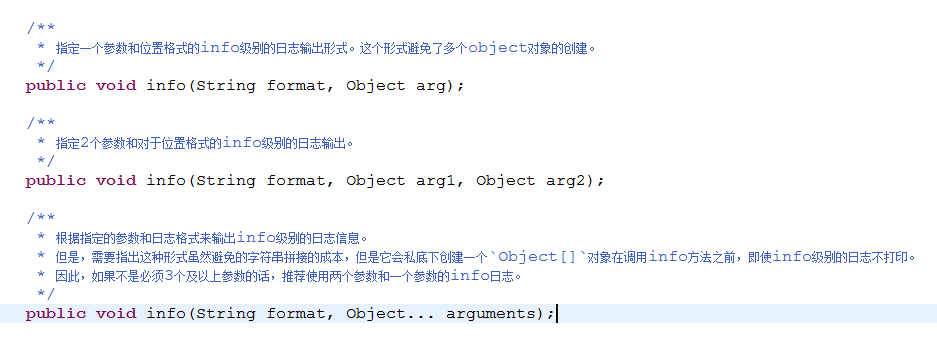 /**
 * 指定一个参数和位置格式的info级别的日志输出形式。这个形式避免了多个object对象的创建。
 */
public void info(String format, Object arg);
/**
 * 指定2个参数和对于位置格式的info级别的日志输出。
 */
public void info(String format, Object arg1, Object arg2);
/**
 * 根据指定的参数和日志格式来输出info级别的日志信息。
 * 但是，需要指出这种形式虽然避免的字符串拼接的成本，但是它会私底下创建一个`Object[]`对象在调用info方法之前，即使info级别的日志不打印。
 * 因此，如果不是必须3个及以上参数的话，推荐使用两个参数和一个参数的info日志。
 */
public void info(String format, Object... arguments);